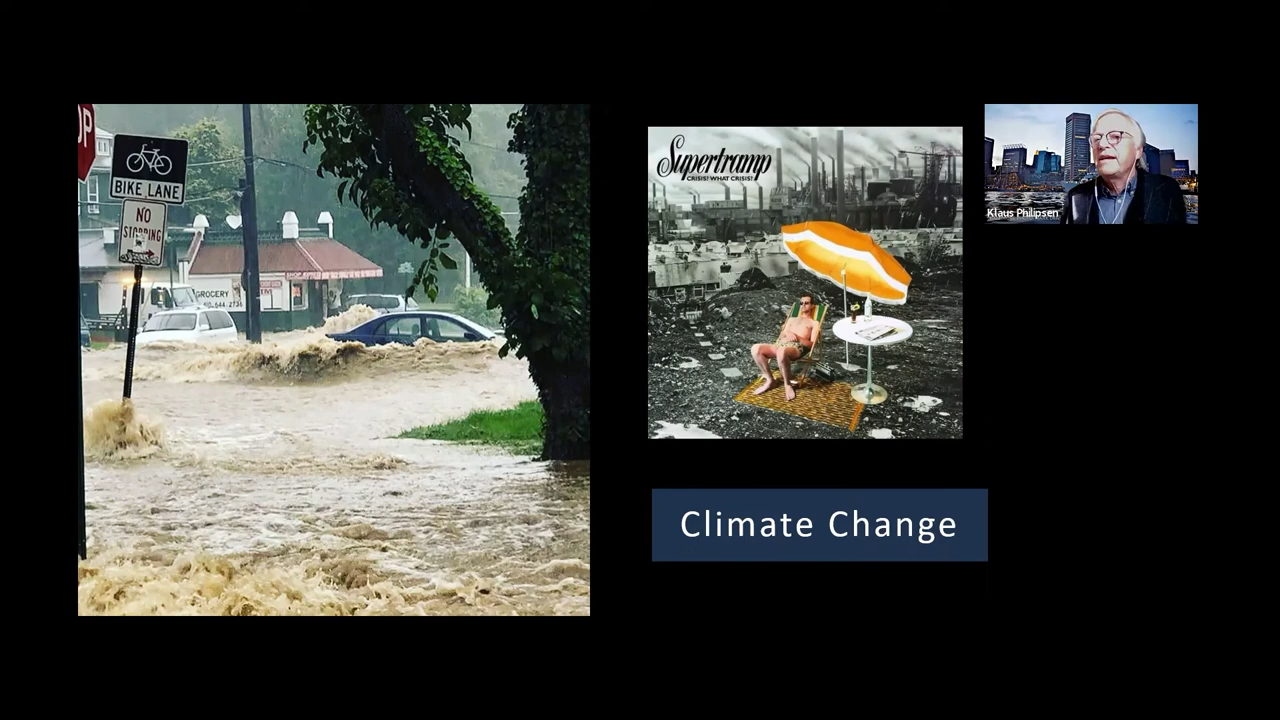 OP
BIKE LANE
NO
STOPPING
GROCERY
Supertramp
CRISIS? WHAT CRISIS?
Klaus Philipsen
Climate Change